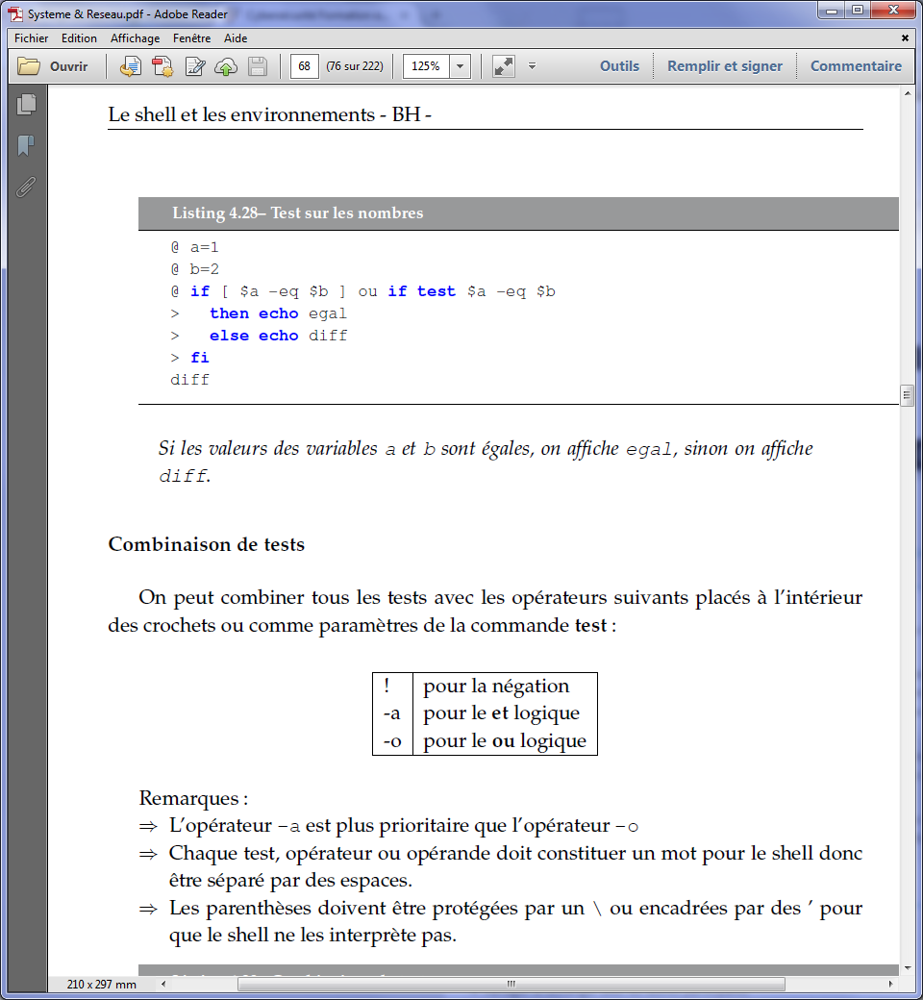 Systeme & Reseau.pdf - Adobe Reader
Fichier Edition Affichage Fenêtre Aide
Ouvrir 68 (76 sur 222) 125% Outils Remplir et signer Commentaire
Le shell et les environnements - BH -
Listing 4.28– Test sur les nombres
@ a=1
@ b=2
@ if [ $a -eq $b ] ou if test $a -eq $b
> then echo egal
> else echo diff
> fi
diff
Si les valeurs des variables a et b sont égales, on affiche egal, sinon on affiche
diff.
Combinaison de tests
On peut combiner tous les tests avec les opérateurs suivants placés à l'intérieur
des crochets ou comme paramètres de la commande test :
! pour la négation
-a pour le et logique
-o pour le ou logique
Remarques :
⇒ L'opérateur -a est plus prioritaire que l'opérateur -o
⇒ Chaque test, opérateur ou opérande doit constituer un mot pour le shell donc
être séparé par des espaces.
⇒ Les parenthèses doivent être protégées par un \ ou encadrées par des ' pour
que le shell ne les interprète pas.
210 x 297 mm